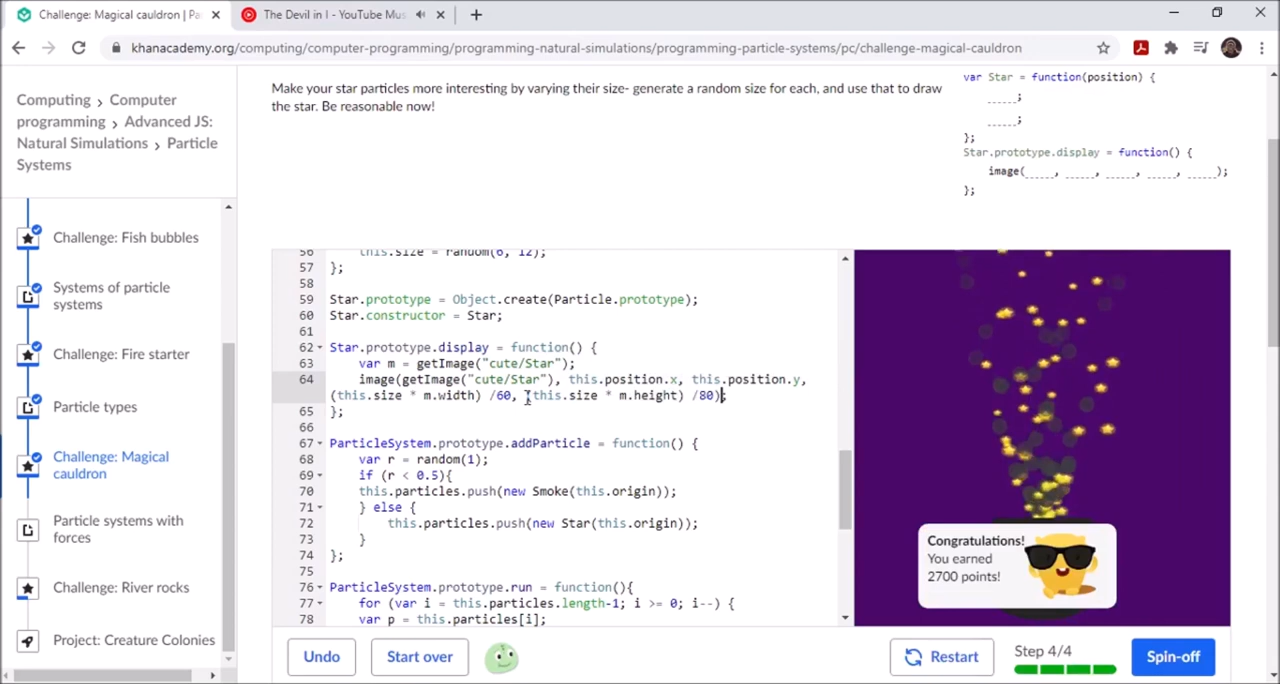 Challenge: Magical cauldron | Pa
The Devil in I - YouTube Mus
khanacademy.org/computing/computer-programming/programming-natural-simulations/programming-particle-systems/pc/challenge-magical-cauldron
Computing > Computer
programming > Advanced JS:
Natural Simulations > Particle
Systems
Challenge: Fish bubbles
Systems of particle
systems
Challenge: Fire starter
Particle types
Challenge: Magical
cauldron
Particle systems with
forces
Challenge: River rocks
Project: Creature Colonies
Make your star particles more interesting by varying their size- generate a random size for each, and use that to draw
the star. Be reasonable now!
var Star = function(position) {
_____;
_____;
};
Star.prototype.display = function() {
image(_____, _____, _____, _____, _____);
};
56 this.size = random(6, 12);
57 };
58
59 Star.prototype = Object.create(Particle.prototype);
60 Star.constructor = Star;
61
62 Star.prototype.display = function() {
63 var m = getImage("cute/Star");
64 image(getImage("cute/Star"), this.position.x, this.position.y,
(this.size * m.width) /60, (this.size * m.height) /80);
65 };
66
67 ParticleSystem.prototype.addParticle = function() {
68 var r = random(1);
69 if (r < 0.5){
70 this.particles.push(new Smoke(this.origin));
71 } else {
72 this.particles.push(new Star(this.origin));
73 }
74 };
75
76 ParticleSystem.prototype.run = function(){
77 for (var i = this.particles.length-1; i >= 0; i--) {
78 var p = this.particles[i];
Congratulations!
You earned
2700 points!
Undo
Start over
Restart
Step 4/4
Spin-off